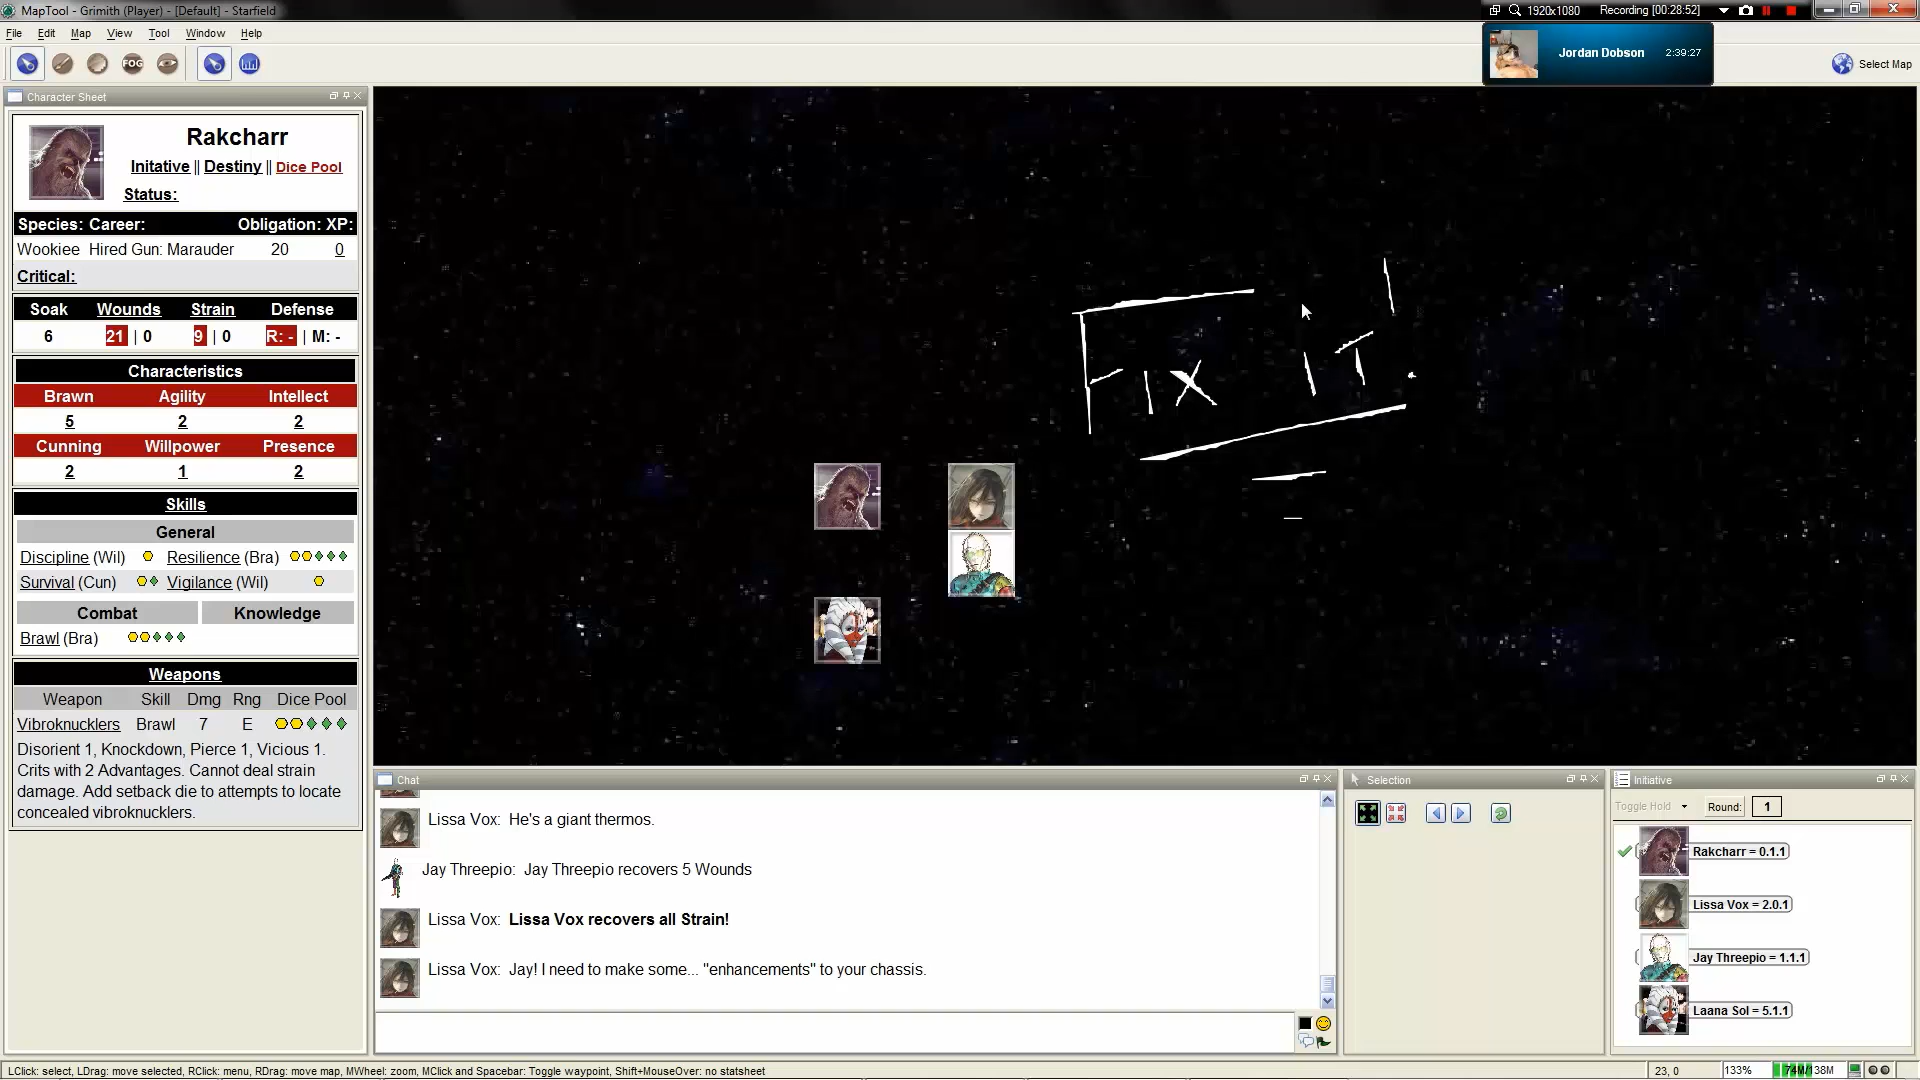 MapTool - Grimith (Player) - [Default] - Starfield
1920x1080
Recording [00:28:52]
File Edit Map View Tool Window Help
FOG
Jordan Dobson 2:39:27
Select Map
Character Sheet
Rakcharr
Initative || Destiny || Dice Pool
Status:
Species: Career: Obligation: XP:
Wookiee Hired Gun: Marauder 20 0
Critical:
Soak Wounds Strain Defense
6 21 | 0 9 | 0 R: - | M: -
Characteristics
Brawn Agility Intellect
5 2 2
Cunning Willpower Presence
2 1 2
Skills
General
Discipline (Wil) Resilience (Bra)
Survival (Cun) Vigilance (Wil)
Combat Knowledge
Brawl (Bra)
Weapons
Weapon Skill Dmg Rng Dice Pool
Vibroknucklers Brawl 7 E
Disorient 1, Knockdown, Pierce 1, Vicious 1.
Crits with 2 Advantages. Cannot deal strain
damage. Add setback die to attempts to locate
concealed vibroknucklers.
FIX IT!
Chat
Lissa Vox: He's a giant thermos.
Jay Threepio: Jay Threepio recovers 5 Wounds
Lissa Vox: Lissa Vox recovers all Strain!
Lissa Vox: Jay! I need to make some... "enhancements" to your chassis.
Selection
Initiative
Toggle Hold Round: 1
Rakcharr = 0.1.1
Lissa Vox = 2.0.1
Jay Threepio = 1.1.1
Laana Sol = 5.1.1
LClick: select, LDrag: move selected, RClick: menu, RDrag: move map, MWheel: zoom, MClick and Spacebar: Toggle waypoint, Shift+MouseOver: no statsheet
23, 0
133%
74M/138M